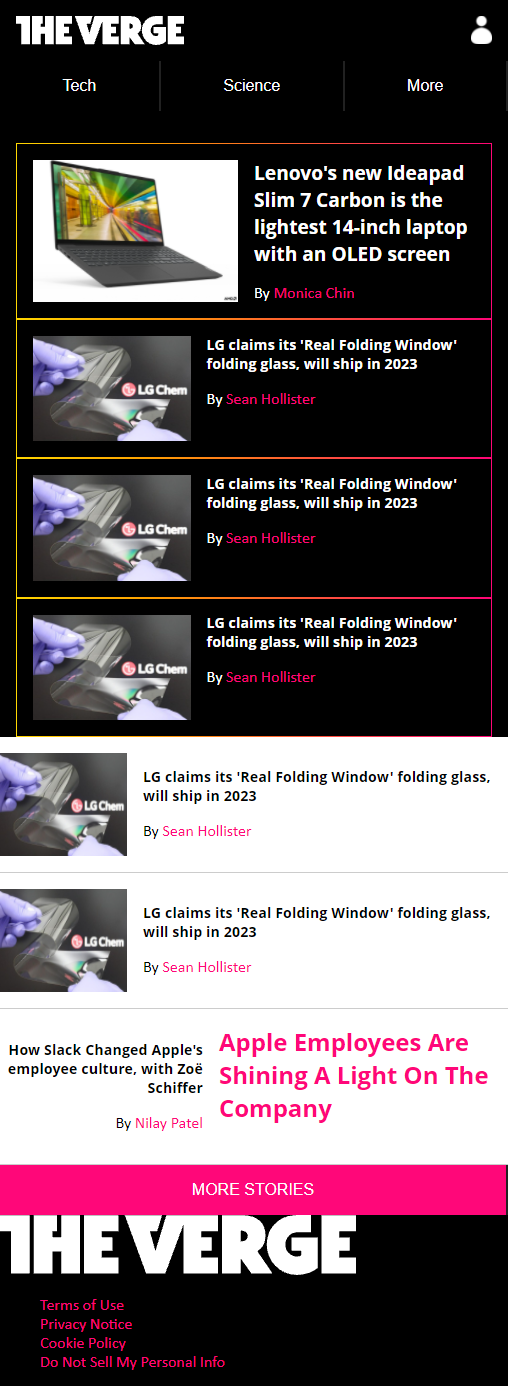 THE VERGE
Tech
Science
More
Lenovo's new Ideapad
Slim 7 Carbon is the
lightest 14-inch laptop
with an OLED screen
By Monica Chin
AMD
LG Chem
LG claims its 'Real Folding Window'
folding glass, will ship in 2023
By Sean Hollister
LG Chem
LG claims its 'Real Folding Window'
folding glass, will ship in 2023
By Sean Hollister
LG Chem
LG claims its 'Real Folding Window'
folding glass, will ship in 2023
By Sean Hollister
LG Chem
LG claims its 'Real Folding Window' folding glass,
will ship in 2023
By Sean Hollister
LG Chem
LG claims its 'Real Folding Window' folding glass,
will ship in 2023
By Sean Hollister
How Slack Changed Apple's
employee culture, with Zoë
Schiffer
By Nilay Patel
Apple Employees Are
Shining A Light On The
Company
MORE STORIES
THE VERGE
Terms of Use
Privacy Notice
Cookie Policy
Do Not Sell My Personal Info